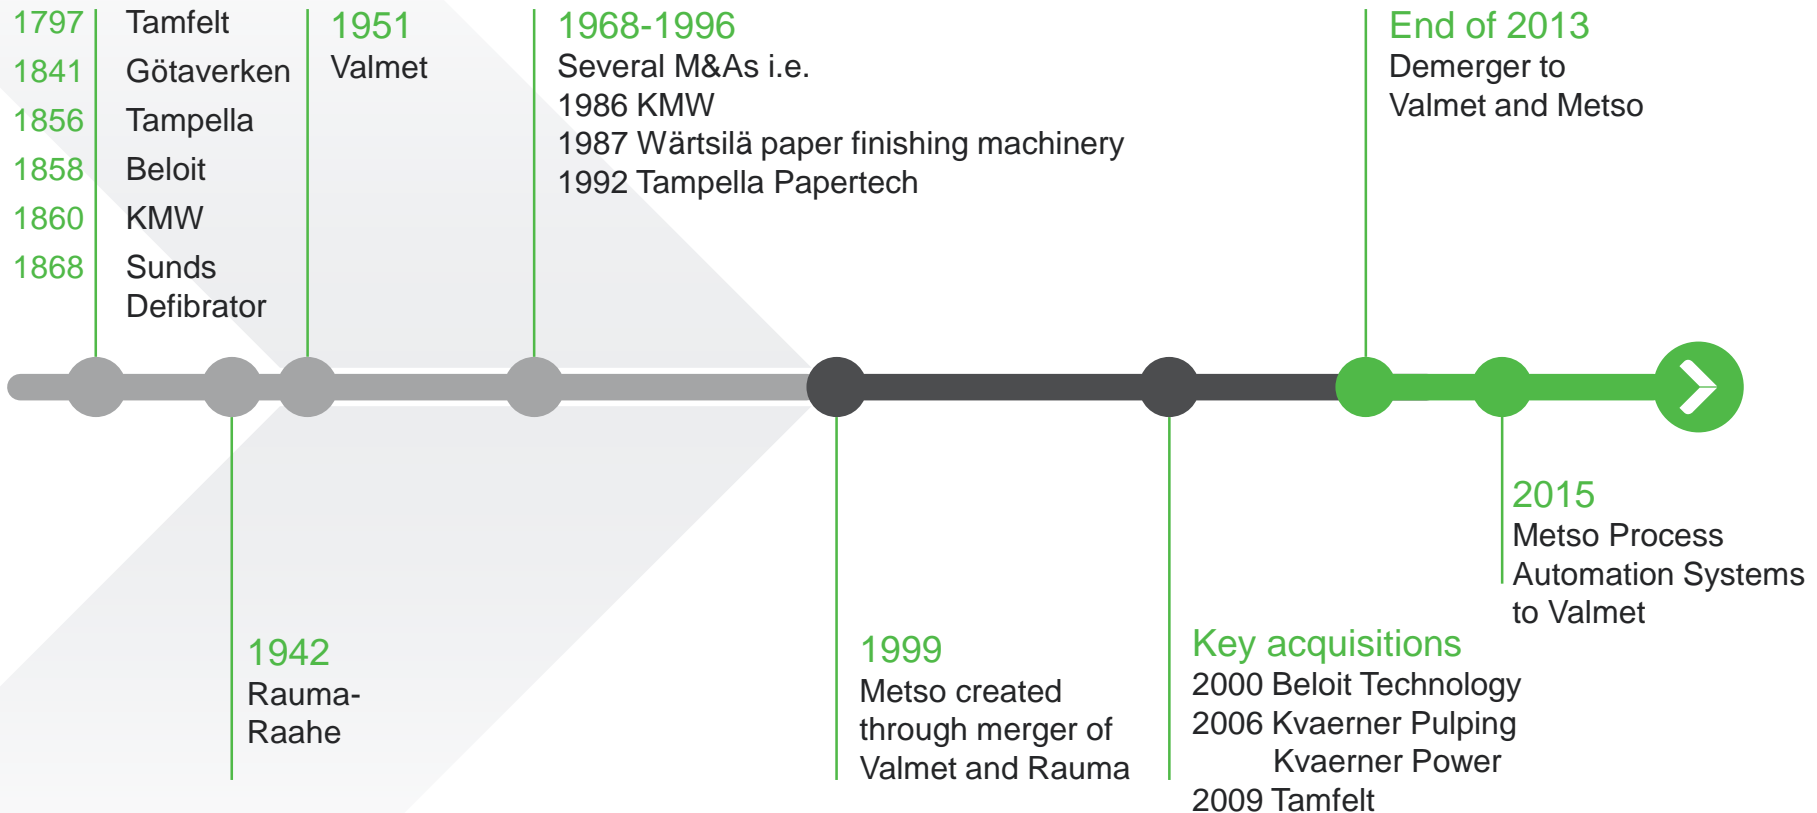 1797 Tamfelt
1841 Götaverken
1856 Tampella
1858 Beloit
1860 KMW
1868 Sunds
Defibrator
1951
Valmet
1968-1996
Several M&As i.e.
1986 KMW
1987 Wärtsilä paper finishing machinery
1992 Tampella Papertech
End of 2013
Demerger to
Valmet and Metso
1942
Rauma-
Raahe
1999
Metso created
through merger of
Valmet and Rauma
Key acquisitions
2000 Beloit Technology
2006 Kvaerner Pulping
Kvaerner Power
2009 Tamfelt
2015
Metso Process
Automation Systems
to Valmet